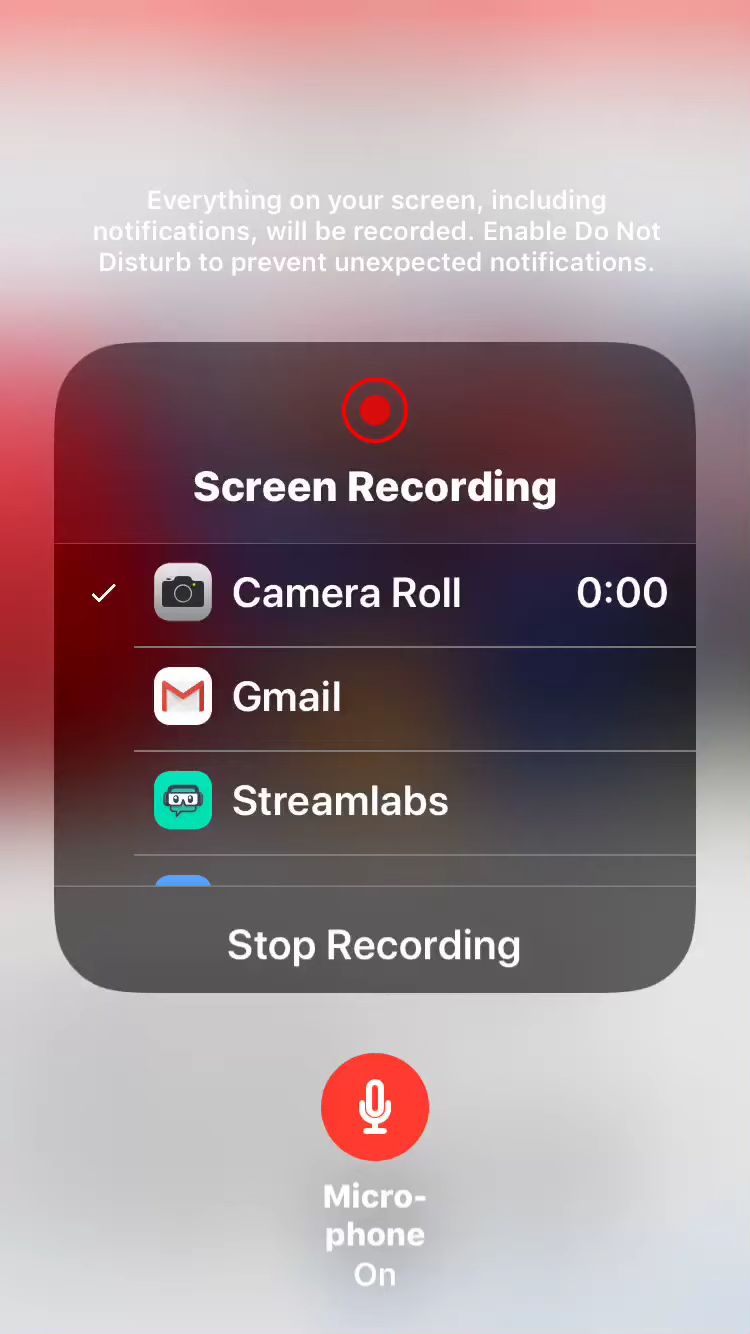 Everything on your screen, including
notifications, will be recorded. Enable Do Not
Disturb to prevent unexpected notifications.
Screen Recording
Camera Roll 0:00
Gmail
Streamlabs
Stop Recording
Micro-
phone
On